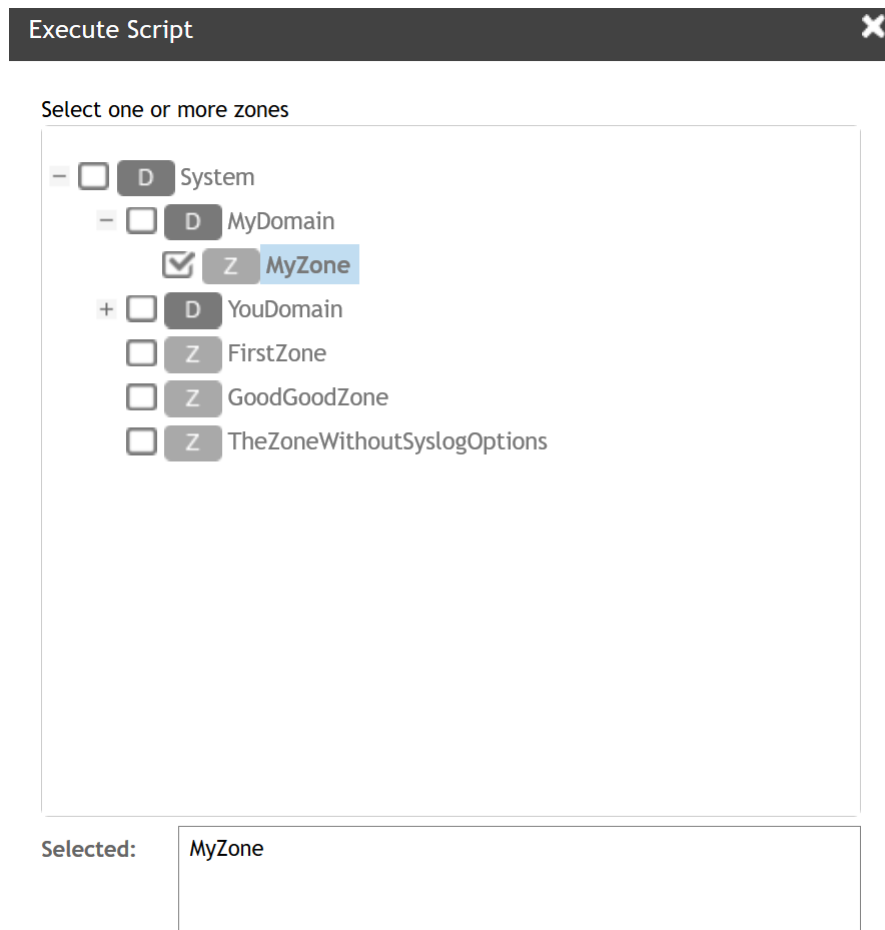 Execute Script
Select one or more zones
D System
D MyDomain
Z MyZone
D YouDomain
Z FirstZone
Z GoodGoodZone
Z TheZoneWithoutSyslogOptions
Selected: MyZone